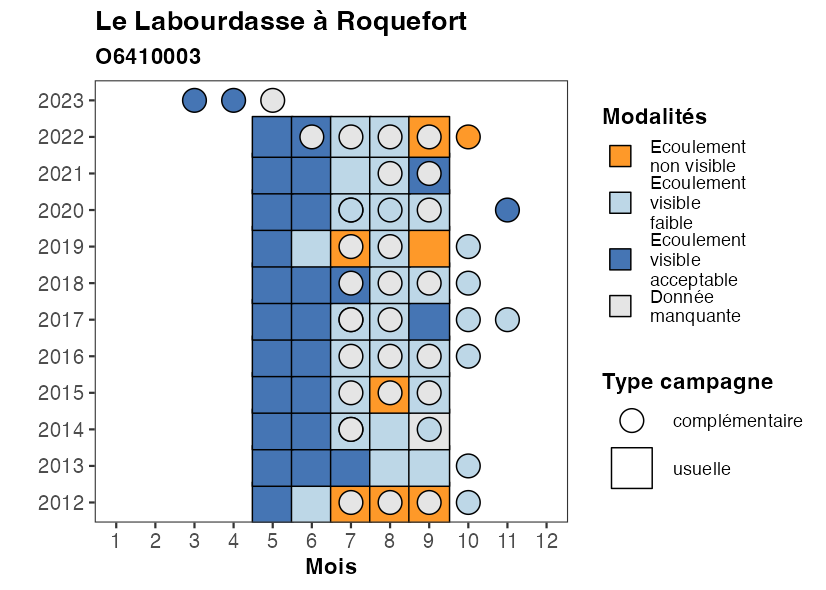 Le Labourdasse à Roquefort
O6410003
2023
2022
2021
2020
2019
2018
2017
2016
2015
2014
2013
2012
1 2 3 4 5 6 7 8 9 10 11 12
Mois
Modalités
Ecoulement
non visible
Ecoulement
visible
faible
Ecoulement
visible
acceptable
Donnée
manquante
Type campagne
complémentaire
usuelle